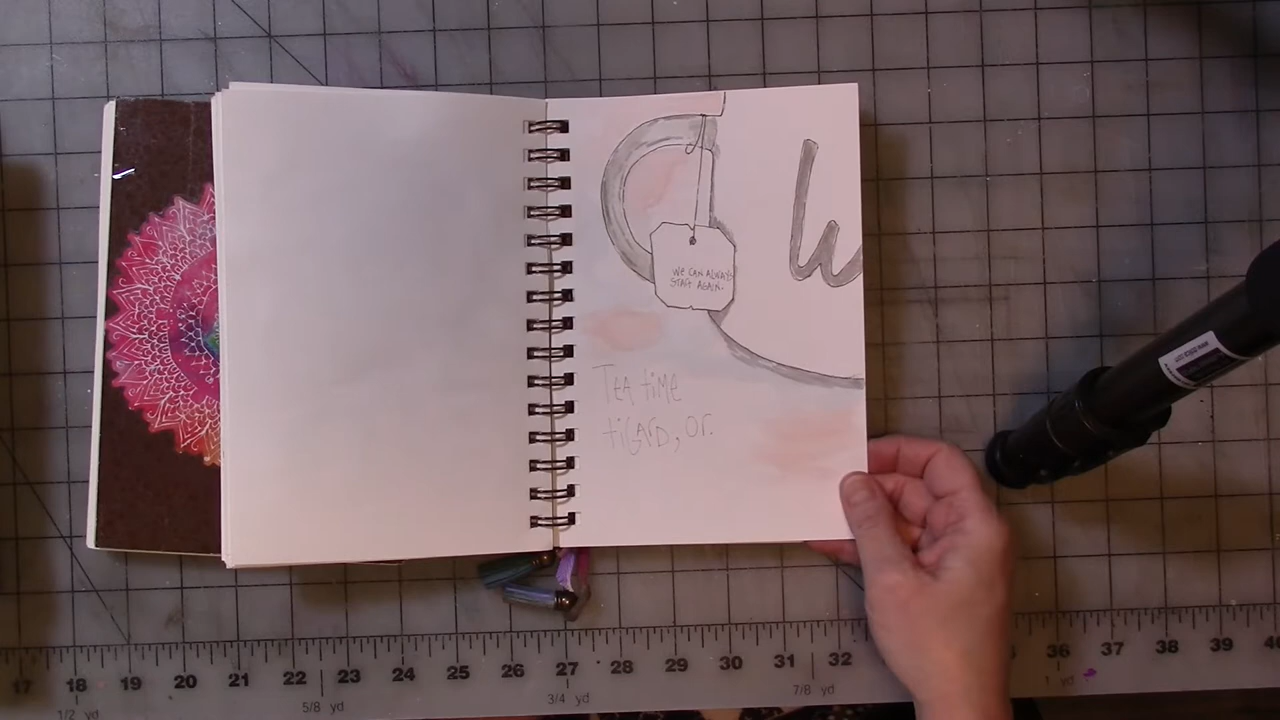 W
WE CAN ALWAYS
START AGAIN.
TEA TIME
TIGARD, OR.
17 18 19 20 21 22 23 24 25 26 27 28 29 30 31 32 36 37 38 39 40
1/2 yd 5/8 yd 3/4 yd 7/8 yd 1 yd